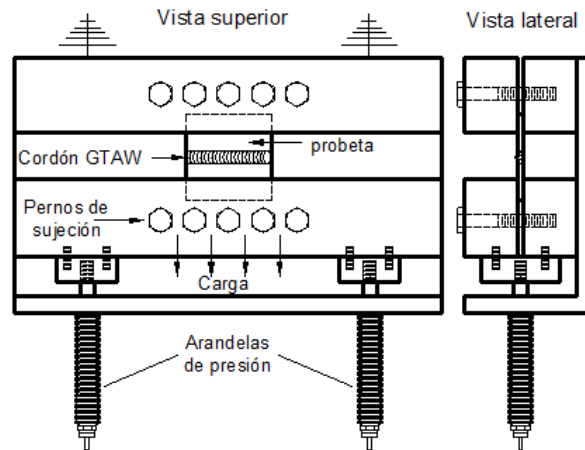 Vista superior
Vista lateral
probeta
Cordón GTAW
Pernos de
sujeción
Carga
Arandelas
de presión